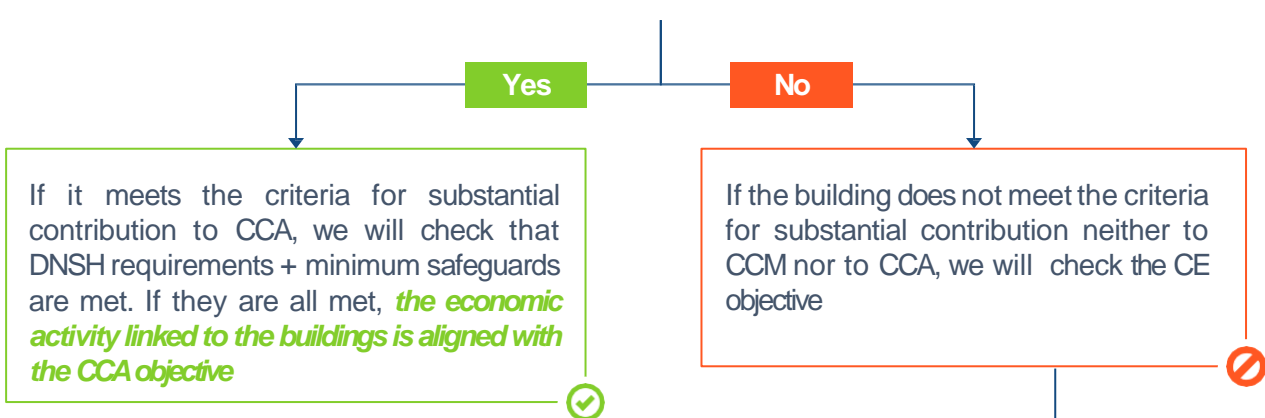 Yes
No
If it meets the criteria for substantial
contribution to CCA, we will check that
DNSH requirements + minimum safeguards
are met. If they are all met, the economic
activity linked to the buildings is aligned with
the CCA objective
If the building does not meet the criteria
for substantial contribution neither to
CCM nor to CCA, we will check the CE
objective